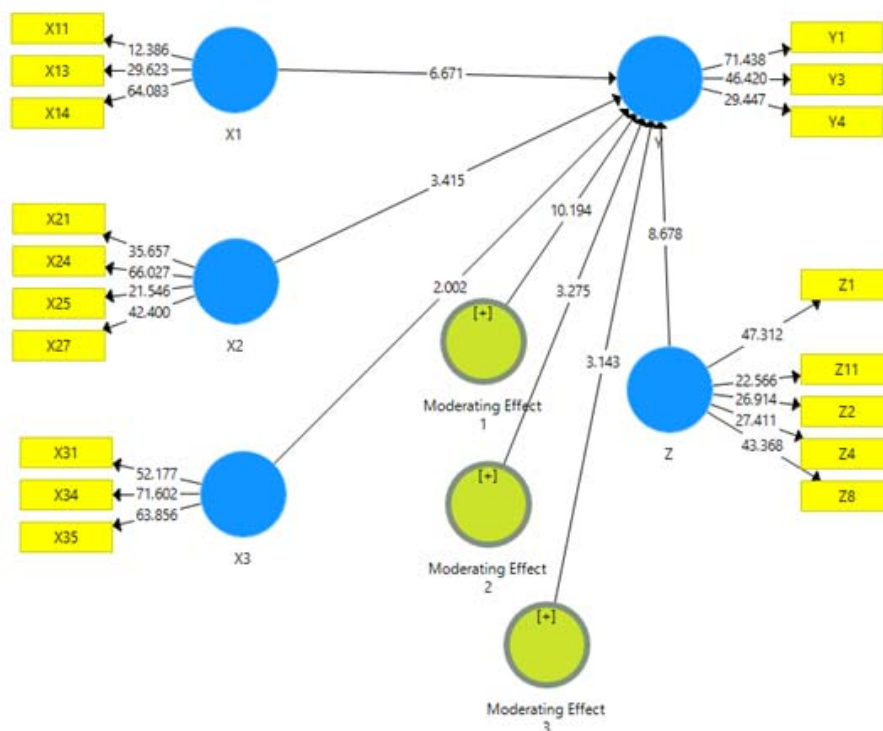 X11
X13
X14
12.386
29.623
64.083
X1
6.671
Y
71.438
46.420
29.447
Y1
Y3
Y4
X21
X24
X25
X27
35.657
66.027
21.546
42.400
X2
3.415
X31
X34
X35
52.177
71.602
63.856
X3
2.002
[+]
Moderating Effect
1
10.194
[+]
Moderating Effect
2
3.275
[+]
Moderating Effect
3
3.143
8.678
Z
47.312
22.566
26.914
27.411
43.368
Z1
Z11
Z2
Z4
Z8